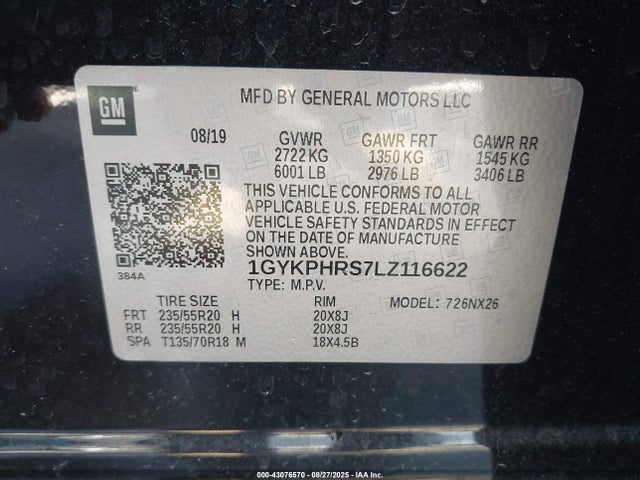 GM
MFD BY GENERAL MOTORS LLC
08/19 GVWR GAWR FRT GAWR RR
2722 KG 1350 KG 1545 KG
6001 LB 2976 LB 3406 LB
THIS VEHICLE CONFORMS TO ALL
APPLICABLE U.S. FEDERAL MOTOR
VEHICLE SAFETY STANDARDS IN EFFECT
ON THE DATE OF MANUFACTURE
SHOWN ABOVE.
384A 1GYKPHRS7LZ116622
TYPE: M.P.V.
TIRE SIZE RIM MODEL: 726NX26
FRT 235/55R20 H 20X8J
RR 235/55R20 H 20X8J
SPA T135/70R18 M 18X4.5B
000-43076570 - 08/27/2025 - IAA Inc.